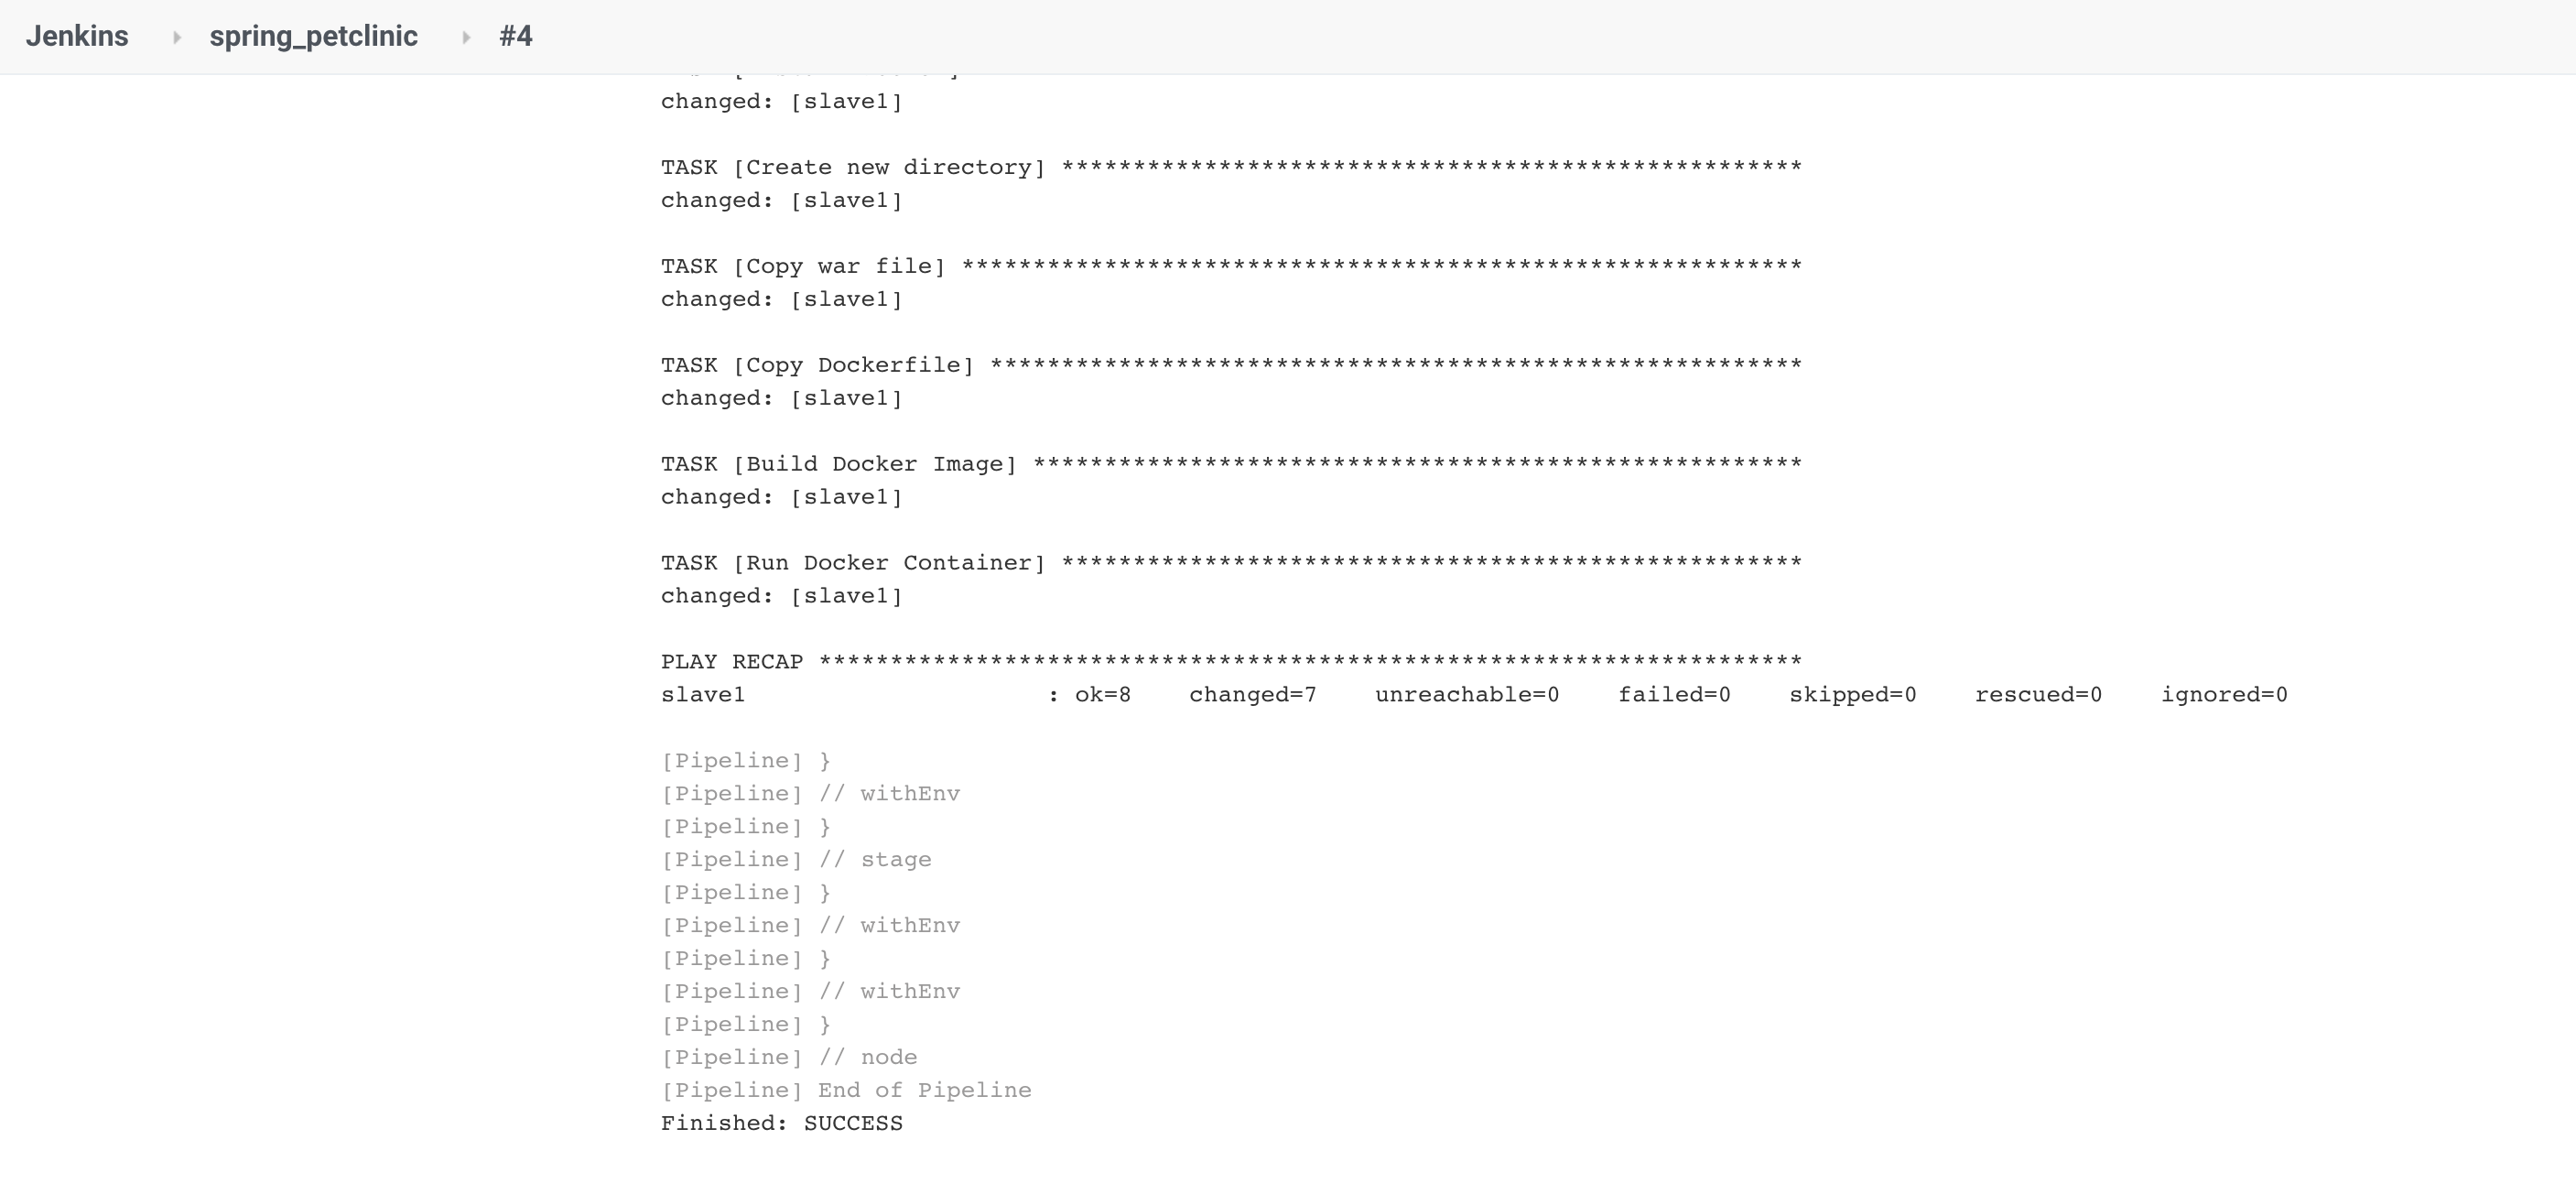 Jenkins spring_petclinic #4
changed: [slave1]
TASK [Create new directory] ****************************************************
changed: [slave1]
TASK [Copy war file] ***********************************************************
changed: [slave1]
TASK [Copy Dockerfile] *********************************************************
changed: [slave1]
TASK [Build Docker Image] ******************************************************
changed: [slave1]
TASK [Run Docker Container] ****************************************************
changed: [slave1]
PLAY RECAP *********************************************************************
slave1 : ok=8 changed=7 unreachable=0 failed=0 skipped=0 rescued=0 ignored=0
[Pipeline] }
[Pipeline] // withEnv
[Pipeline] }
[Pipeline] // stage
[Pipeline] }
[Pipeline] // withEnv
[Pipeline] }
[Pipeline] // withEnv
[Pipeline] }
[Pipeline] // node
[Pipeline] End of Pipeline
Finished: SUCCESS